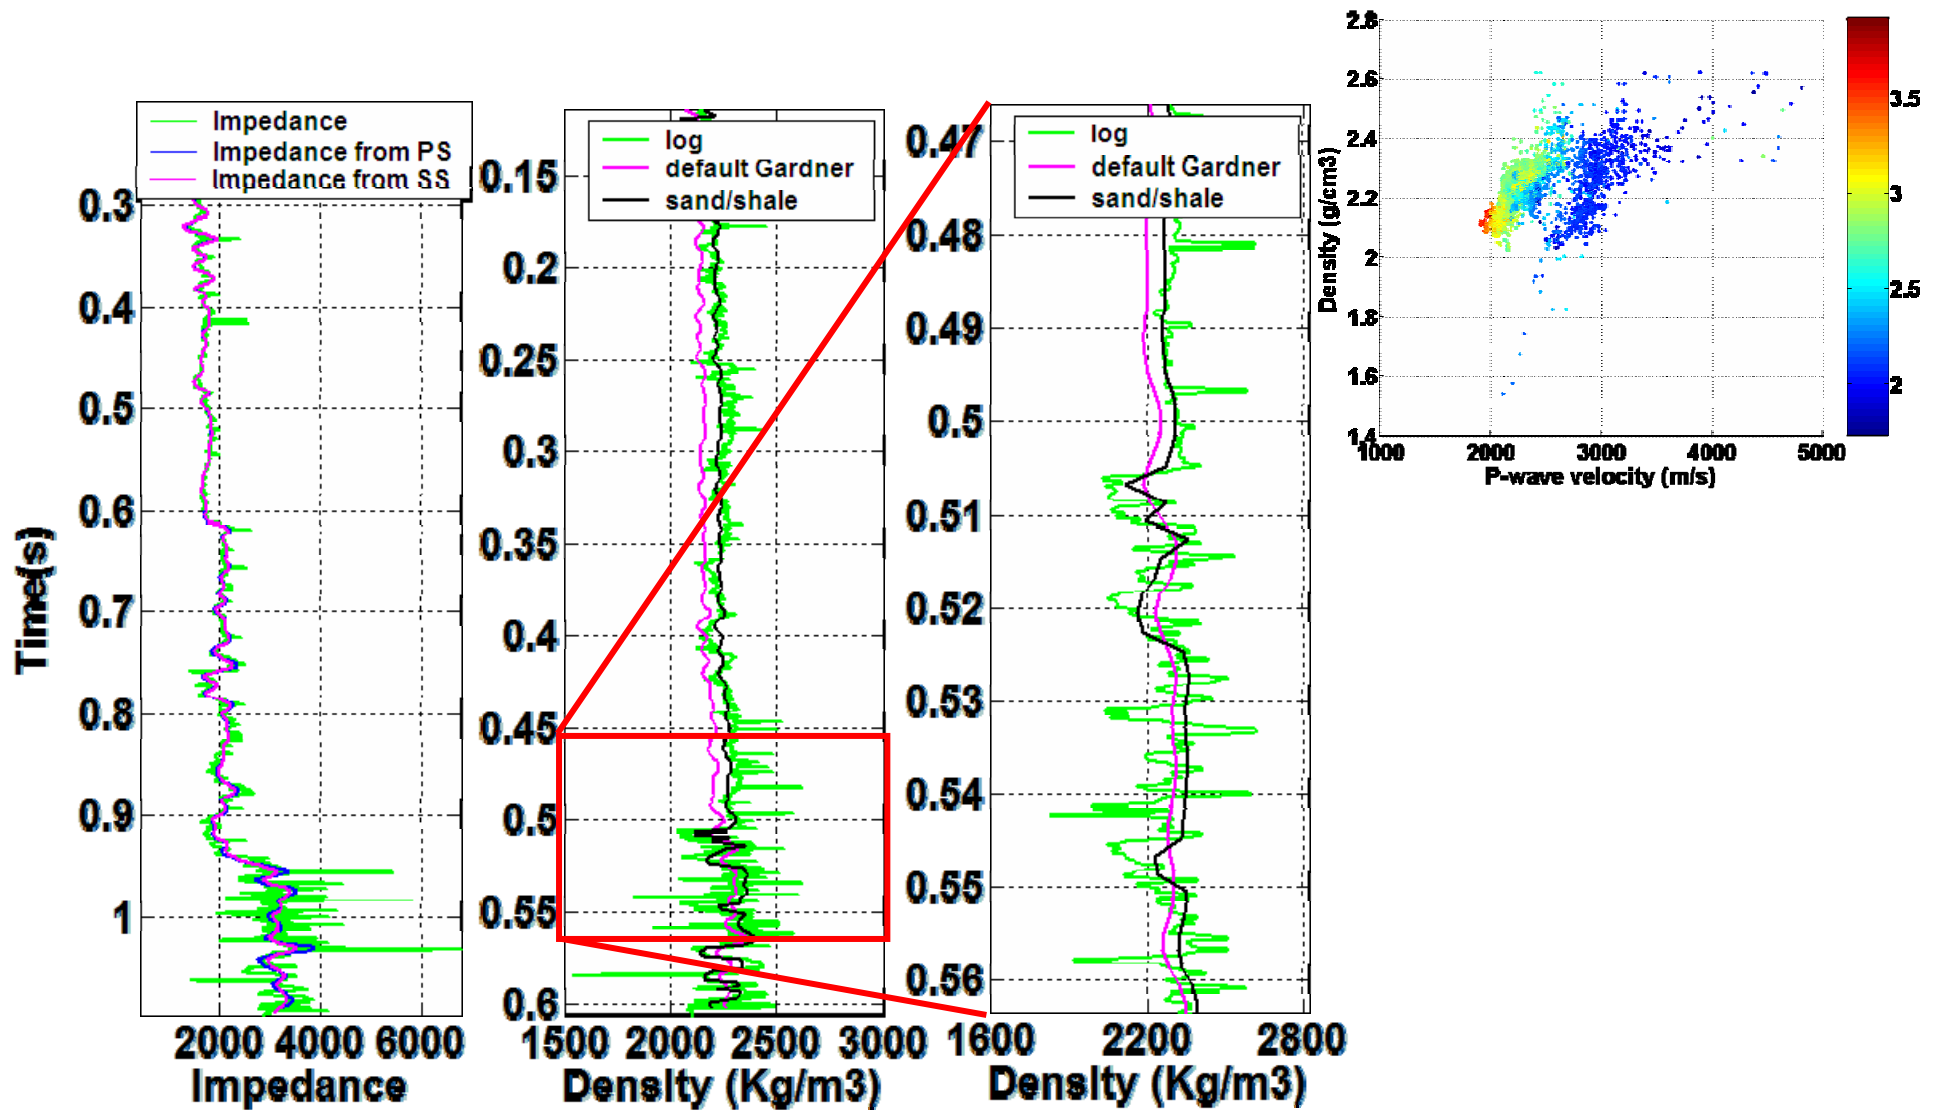 Impedance
Impedance from PS
Impedance from SS
0.3
0.4
0.5
0.6
0.7
0.8
0.9
1
Time(s)
2000 4000 6000
Impedance
log
default Gardner
sand/shale
0.15
0.2
0.25
0.3
0.35
0.4
0.45
0.5
0.55
0.6
1500 2000 2500 3000
Density (Kg/m3)
log
default Gardner
sand/shale
0.47
0.48
0.49
0.5
0.51
0.52
0.53
0.54
0.55
0.56
1600 2200 2800
Density (Kg/m3)
2.8
2.6
2.4
2.2
2
1.8
1.6
1.4
Density (g/cm3)
1000 2000 3000 4000 5000
P-wave velocity (m/s)
3.5
3
2.5
2